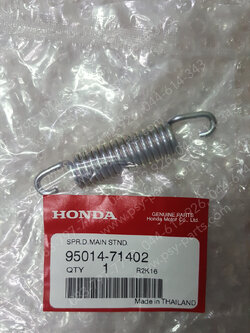 HONDA
GENUINE PARTS
Honda Motor Co., Ltd.
SPR.D, MAIN STND
95014-71402
QTY 1 R2K16
Made in THAILAND